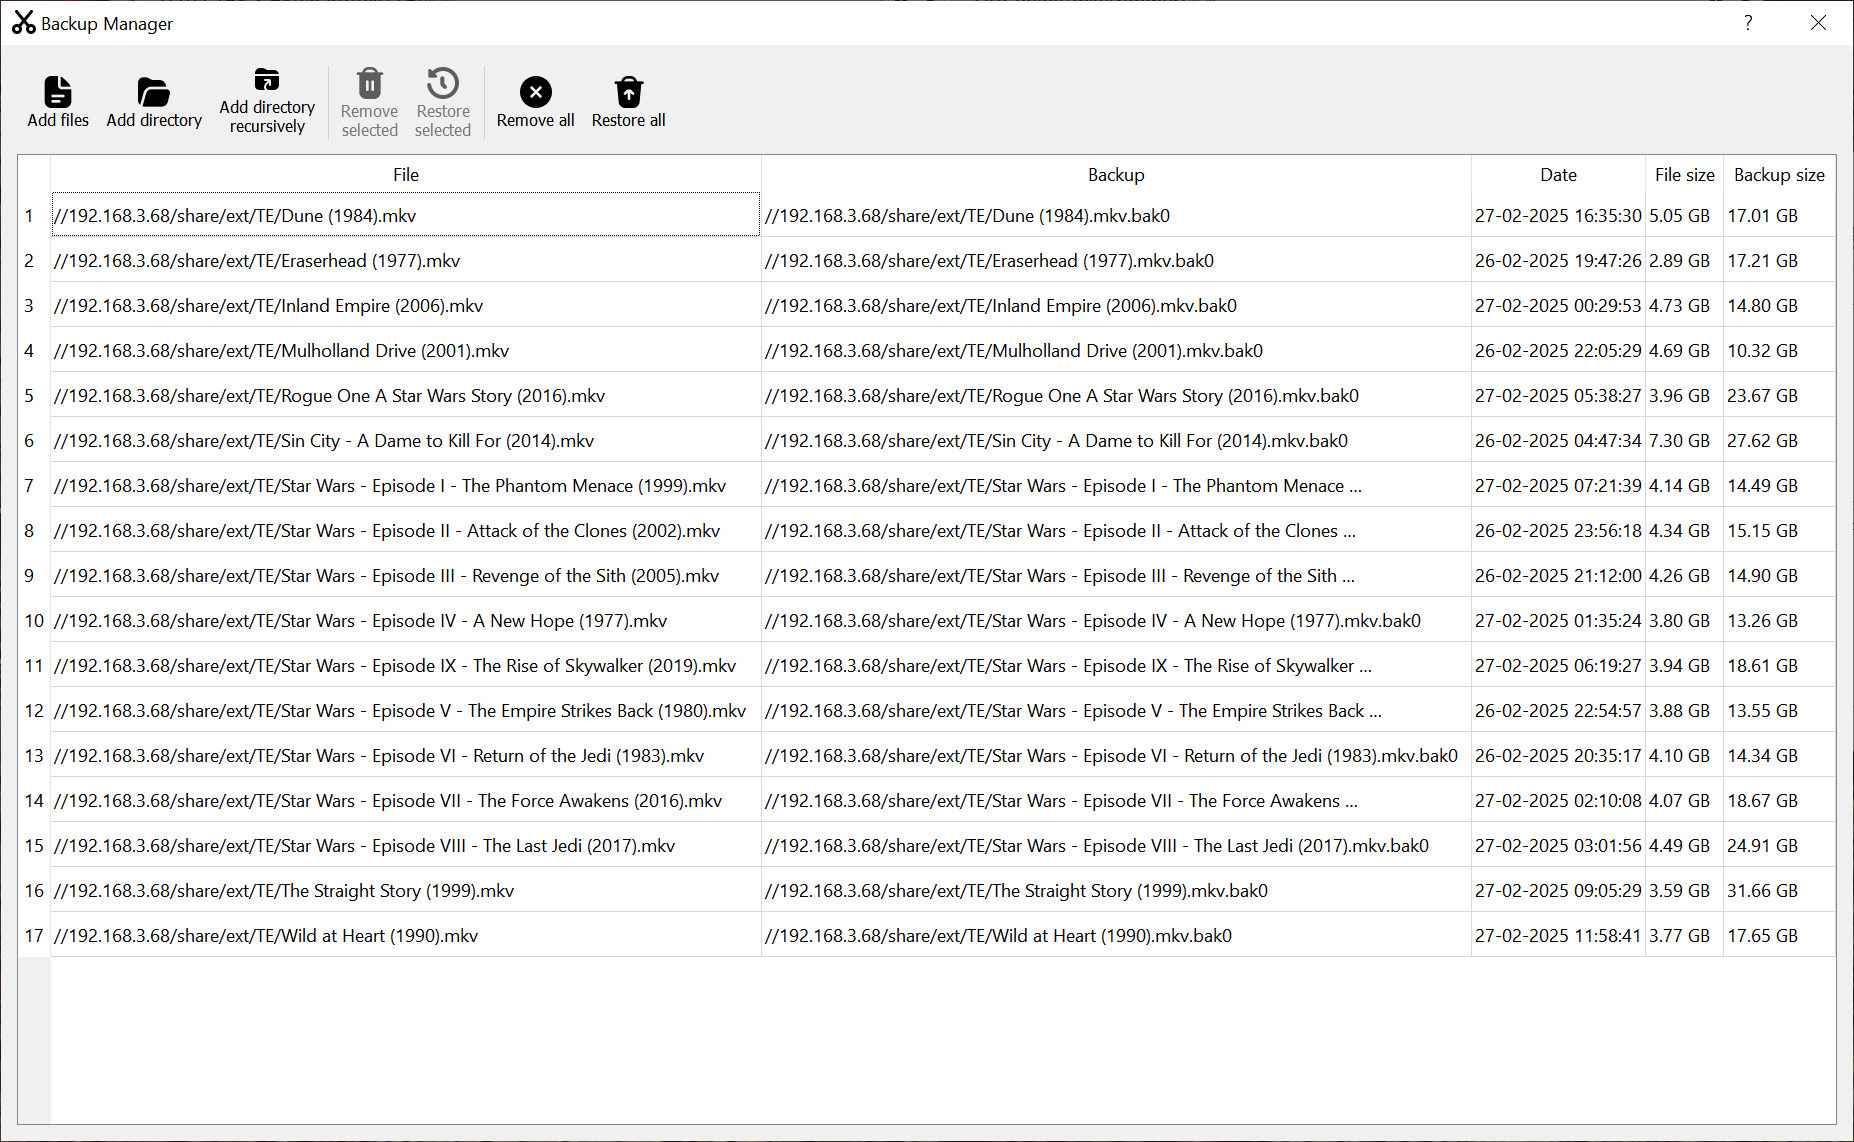 Backup Manager
?
Add files
Add directory
Add directory
recursively
Remove
selected
Restore
selected
Remove all
Restore all
File Backup Date File size Backup size
1 //192.168.3.68/share/ext/TE/Dune (1984).mkv //192.168.3.68/share/ext/TE/Dune (1984).mkv.bak0 27-02-2025 16:35:30 5.05 GB 17.01 GB
2 //192.168.3.68/share/ext/TE/Eraserhead (1977).mkv //192.168.3.68/share/ext/TE/Eraserhead (1977).mkv.bak0 26-02-2025 19:47:26 2.89 GB 17.21 GB
3 //192.168.3.68/share/ext/TE/Inland Empire (2006).mkv //192.168.3.68/share/ext/TE/Inland Empire (2006).mkv.bak0 27-02-2025 00:29:53 4.73 GB 14.80 GB
4 //192.168.3.68/share/ext/TE/Mulholland Drive (2001).mkv //192.168.3.68/share/ext/TE/Mulholland Drive (2001).mkv.bak0 26-02-2025 22:05:29 4.69 GB 10.32 GB
5 //192.168.3.68/share/ext/TE/Rogue One A Star Wars Story (2016).mkv //192.168.3.68/share/ext/TE/Rogue One A Star Wars Story (2016).mkv.bak0 27-02-2025 05:38:27 3.96 GB 23.67 GB
6 //192.168.3.68/share/ext/TE/Sin City - A Dame to Kill For (2014).mkv //192.168.3.68/share/ext/TE/Sin City - A Dame to Kill For (2014).mkv.bak0 26-02-2025 04:47:34 7.30 GB 27.62 GB
7 //192.168.3.68/share/ext/TE/Star Wars - Episode I - The Phantom Menace (1999).mkv //192.168.3.68/share/ext/TE/Star Wars - Episode I - The Phantom Menace ... 27-02-2025 07:21:39 4.14 GB 14.49 GB
8 //192.168.3.68/share/ext/TE/Star Wars - Episode II - Attack of the Clones (2002).mkv //192.168.3.68/share/ext/TE/Star Wars - Episode II - Attack of the Clones ... 26-02-2025 23:56:18 4.34 GB 15.15 GB
9 //192.168.3.68/share/ext/TE/Star Wars - Episode III - Revenge of the Sith (2005).mkv //192.168.3.68/share/ext/TE/Star Wars - Episode III - Revenge of the Sith ... 26-02-2025 21:12:00 4.26 GB 14.90 GB
10 //192.168.3.68/share/ext/TE/Star Wars - Episode IV - A New Hope (1977).mkv //192.168.3.68/share/ext/TE/Star Wars - Episode IV - A New Hope (1977).mkv.bak0 27-02-2025 01:35:24 3.80 GB 13.26 GB
11 //192.168.3.68/share/ext/TE/Star Wars - Episode IX - The Rise of Skywalker (2019).mkv //192.168.3.68/share/ext/TE/Star Wars - Episode IX - The Rise of Skywalker ... 27-02-2025 06:19:27 3.94 GB 18.61 GB
12 //192.168.3.68/share/ext/TE/Star Wars - Episode V - The Empire Strikes Back (1980).mkv //192.168.3.68/share/ext/TE/Star Wars - Episode V - The Empire Strikes Back ... 26-02-2025 22:54:57 3.88 GB 13.55 GB
13 //192.168.3.68/share/ext/TE/Star Wars - Episode VI - Return of the Jedi (1983).mkv //192.168.3.68/share/ext/TE/Star Wars - Episode VI - Return of the Jedi (1983).mkv.bak0 26-02-2025 20:35:17 4.10 GB 14.34 GB
14 //192.168.3.68/share/ext/TE/Star Wars - Episode VII - The Force Awakens (2016).mkv //192.168.3.68/share/ext/TE/Star Wars - Episode VII - The Force Awakens ... 27-02-2025 02:10:08 4.07 GB 18.67 GB
15 //192.168.3.68/share/ext/TE/Star Wars - Episode VIII - The Last Jedi (2017).mkv //192.168.3.68/share/ext/TE/Star Wars - Episode VIII - The Last Jedi (2017).mkv.bak0 27-02-2025 03:01:56 4.49 GB 24.91 GB
16 //192.168.3.68/share/ext/TE/The Straight Story (1999).mkv //192.168.3.68/share/ext/TE/The Straight Story (1999).mkv.bak0 27-02-2025 09:05:29 3.59 GB 31.66 GB
17 //192.168.3.68/share/ext/TE/Wild at Heart (1990).mkv //192.168.3.68/share/ext/TE/Wild at Heart (1990).mkv.bak0 27-02-2025 11:58:41 3.77 GB 17.65 GB